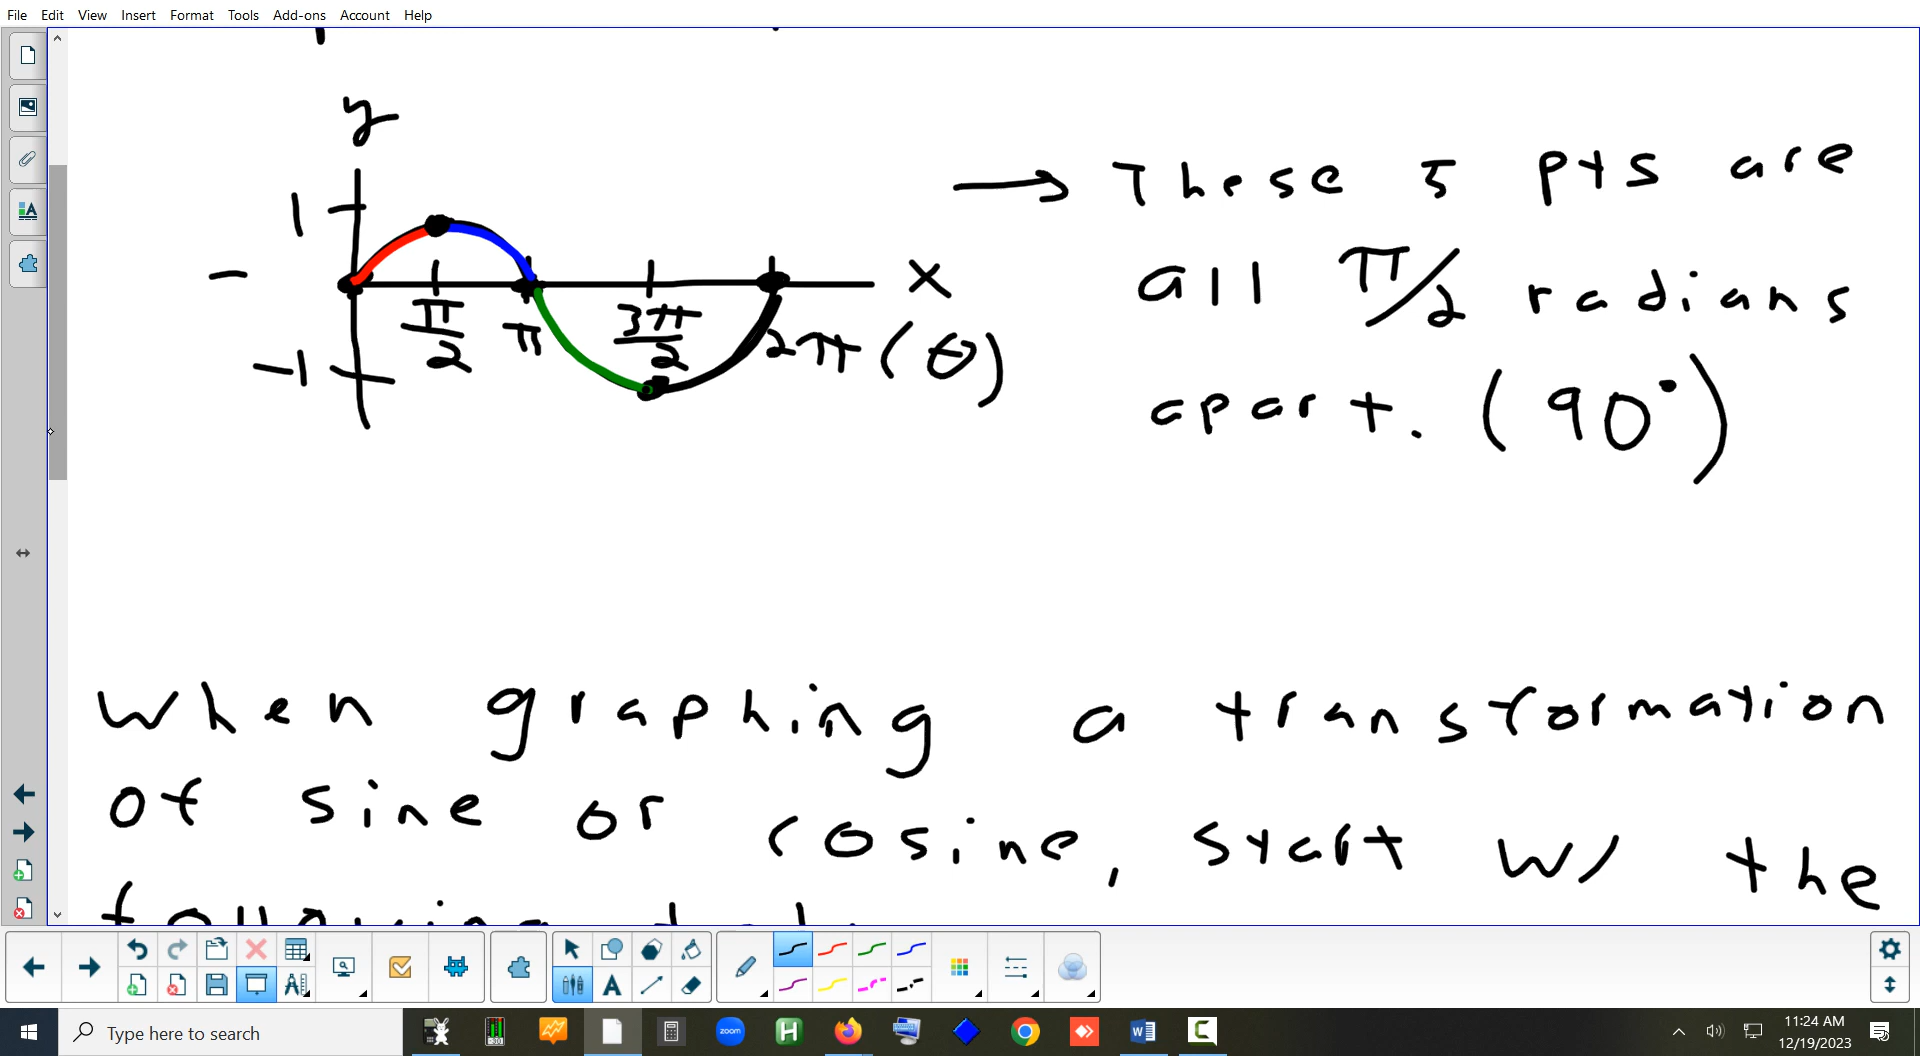 File Edit View Insert Format Tools Add-ons Account Help
y
1
-
-1
π/2 π 3π/2 2π (θ)
x
→ These 5 pts are
all π/2 radians
apart. (90°)
When graphing a transformation
of sine or cosine, start w/ the
A
A
zoom
H
W
C
Type here to search
11:24 AM
12/19/2023